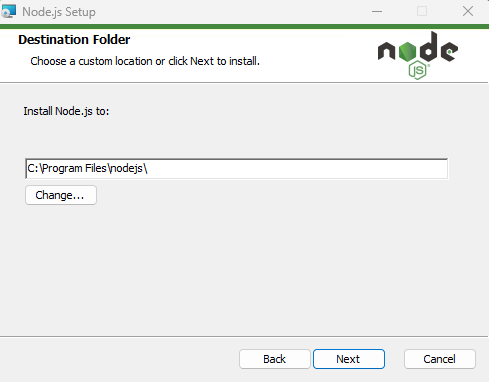 Node.js Setup
Destination Folder
Choose a custom location or click Next to install.
node
JS
Install Node.js to:
C:\Program Files\nodejs\
Change...
Back Next Cancel